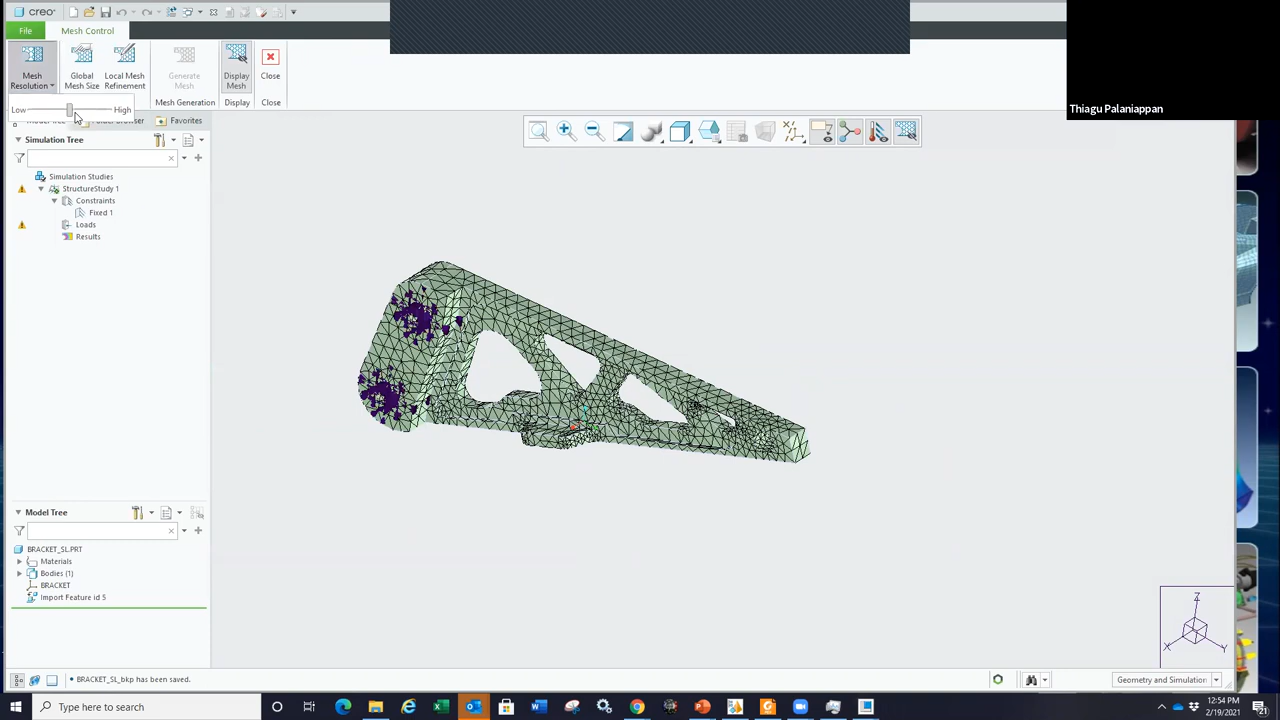 creo
File
Mesh Control
Mesh Resolution
Global Mesh Size
Local Mesh Refinement
Generate Mesh
Display Mesh
Close
Mesh Generation
Display
Close
Low
High
Favorites
Thiagu Palaniappan
Simulation Tree
Simulation Studies
StructureStudy 1
Constraints
Fixed 1
Loads
Results
Model Tree
BRACKET_SL.PRT
Materials
Bodies (1)
BRACKET
Import Feature id 5
Z
X
Y
• BRACKET_SL_bkp has been saved.
Geometry and Simulation
Type here to search
12:54 PM
2/19/2021